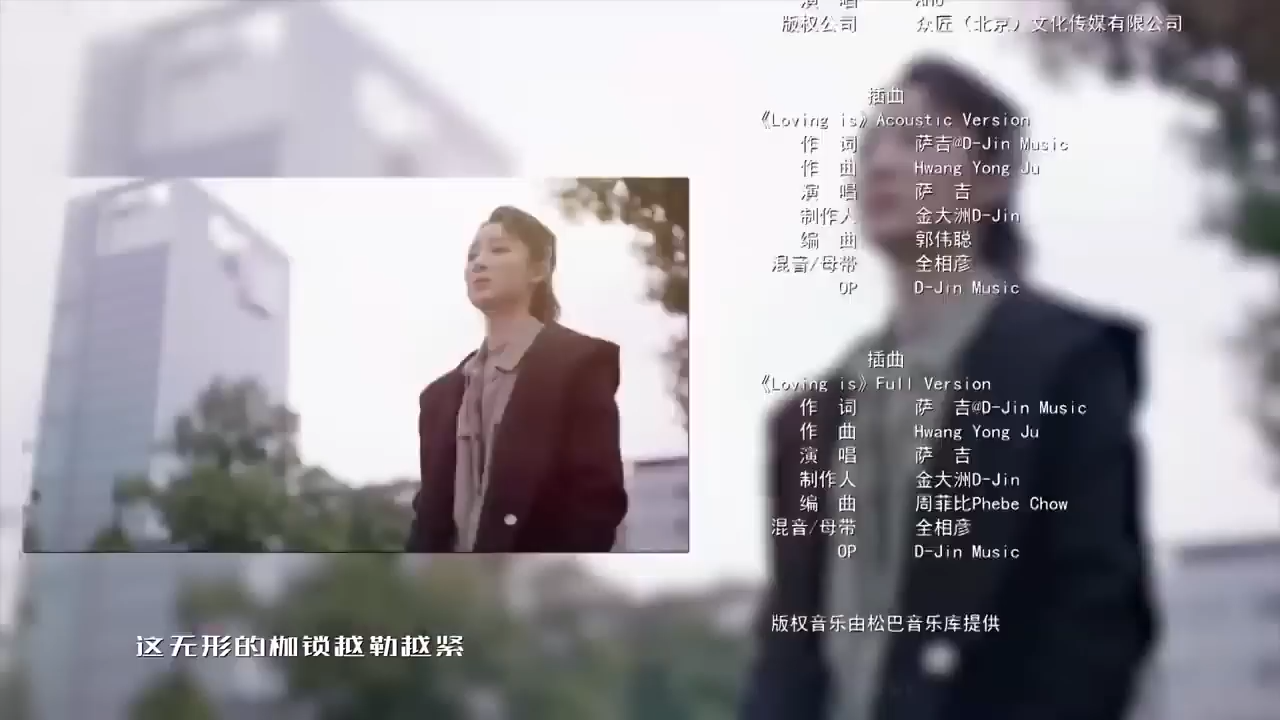 演 唱 AHU
版权公司 众匠（北京）文化传媒有限公司
插曲
《Loving is》Acoustic Version
作 词 萨吉@D-Jin Music
作 曲 Hwang Yong Ju
演 唱 萨 吉
制作人 金大洲D-Jin
编 曲 郭伟聪
混音/母带 全相彦
OP D-Jin Music
插曲
《Loving is》Full Version
作 词 萨 吉@D-Jin Music
作 曲 Hwang Yong Ju
演 唱 萨 吉
制作人 金大洲D-Jin
编 曲 周菲比Phebe Chow
混音/母带 全相彦
OP D-Jin Music
版权音乐由松巴音乐库提供
这无形的枷锁越勒越紧